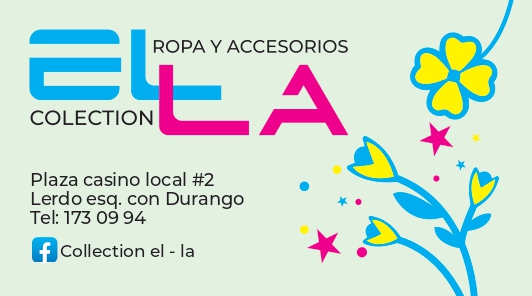 EL
ROPA Y ACCESORIOS
COLECTION
LA
Plaza casino local #2
Lerdo esq. con Durango
Tel: 173 09 94
Collection el - la